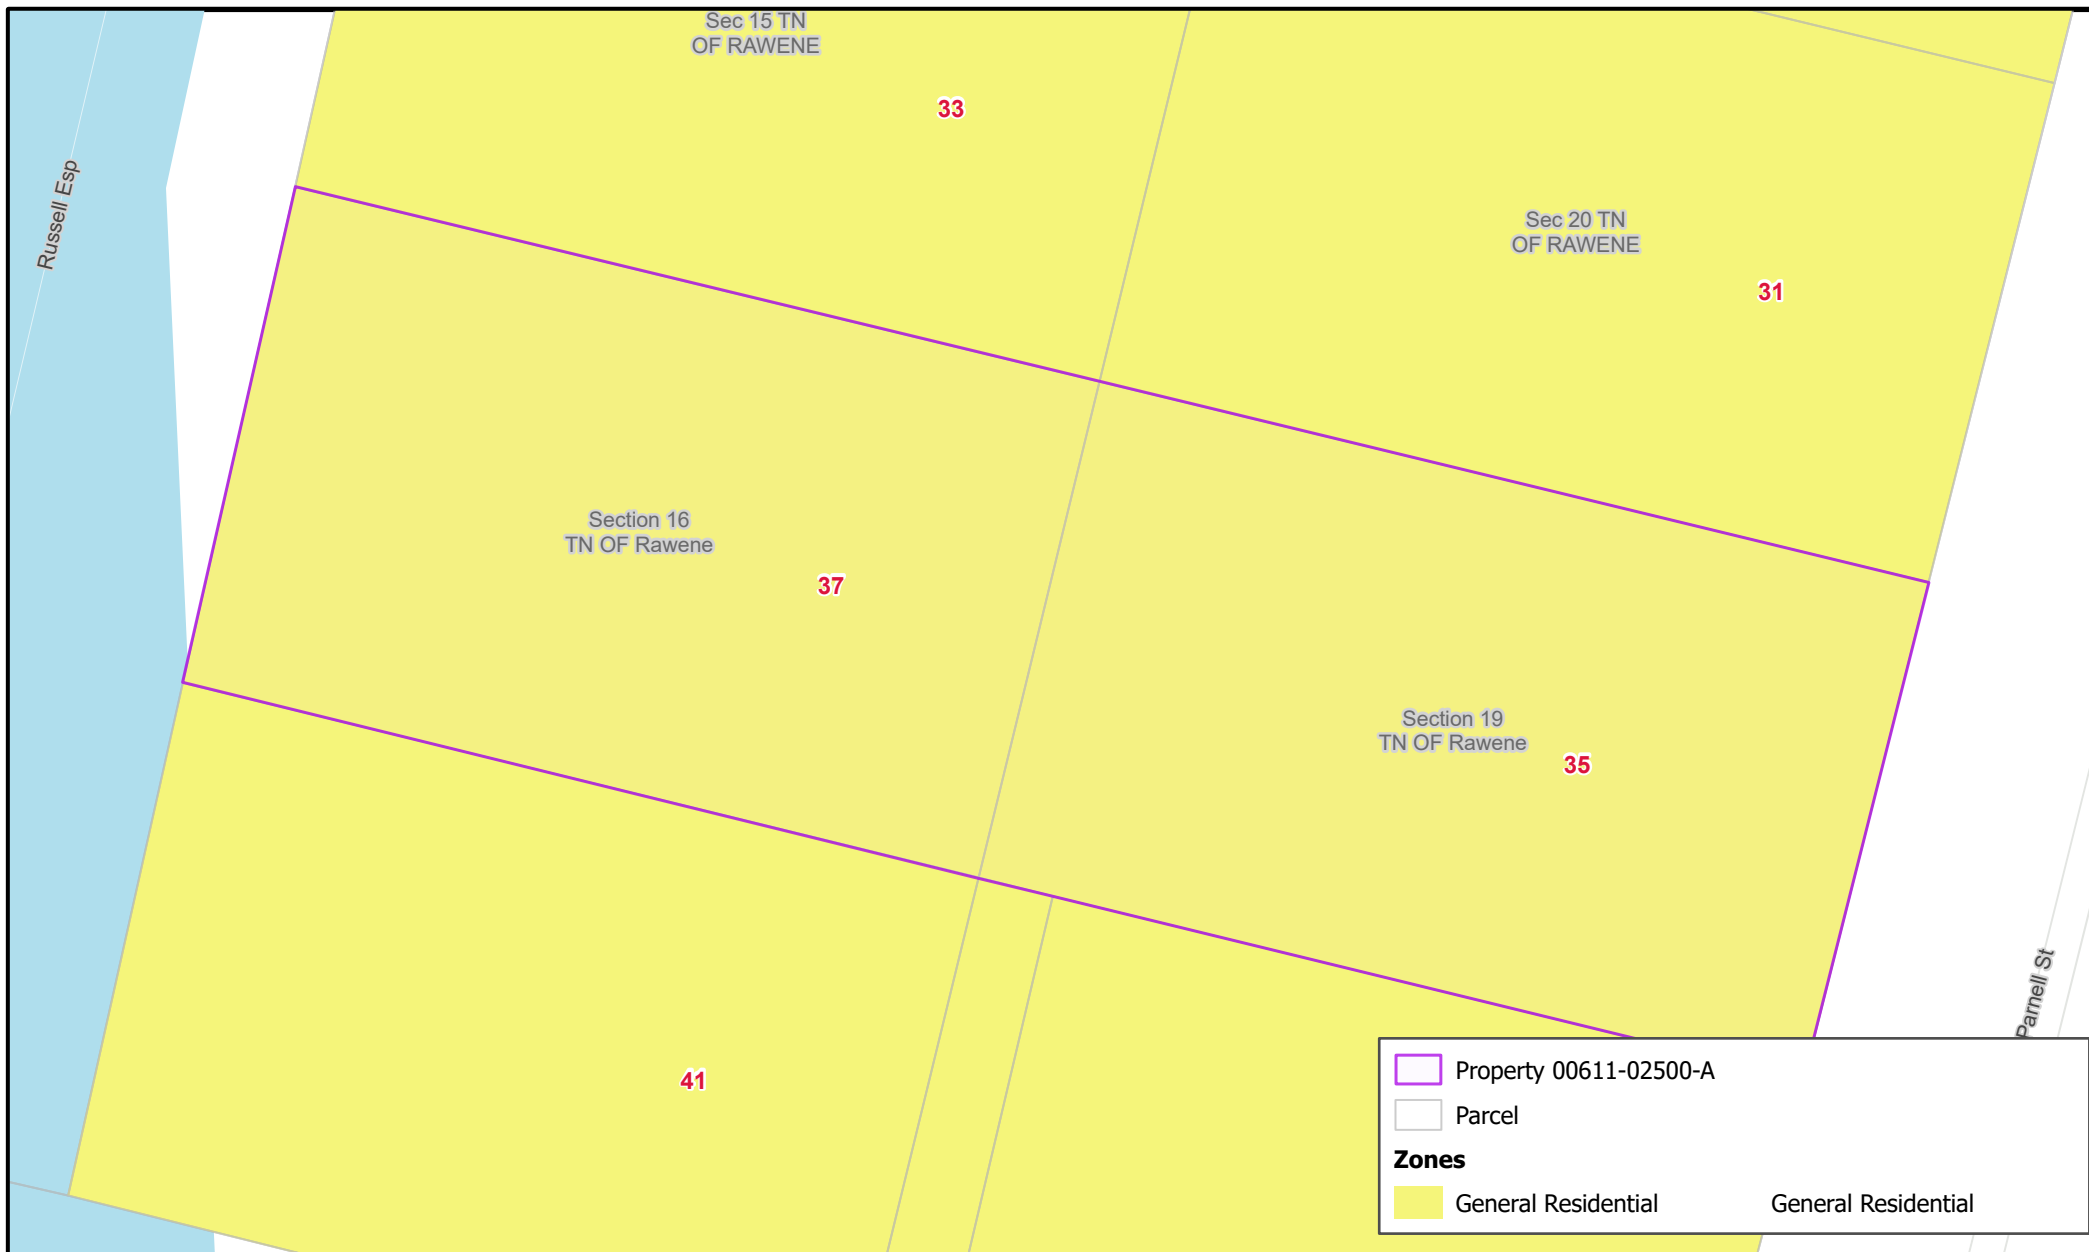 Sec 15 TN
OF RAWENE
33
Russell Esp
Sec 20 TN
OF RAWENE
31
Section 16
TN OF Rawene
37
Section 19
TN OF Rawene
35
Parnell St
41
Property 00611-02500-A
Parcel
Zones
General Residential General Residential